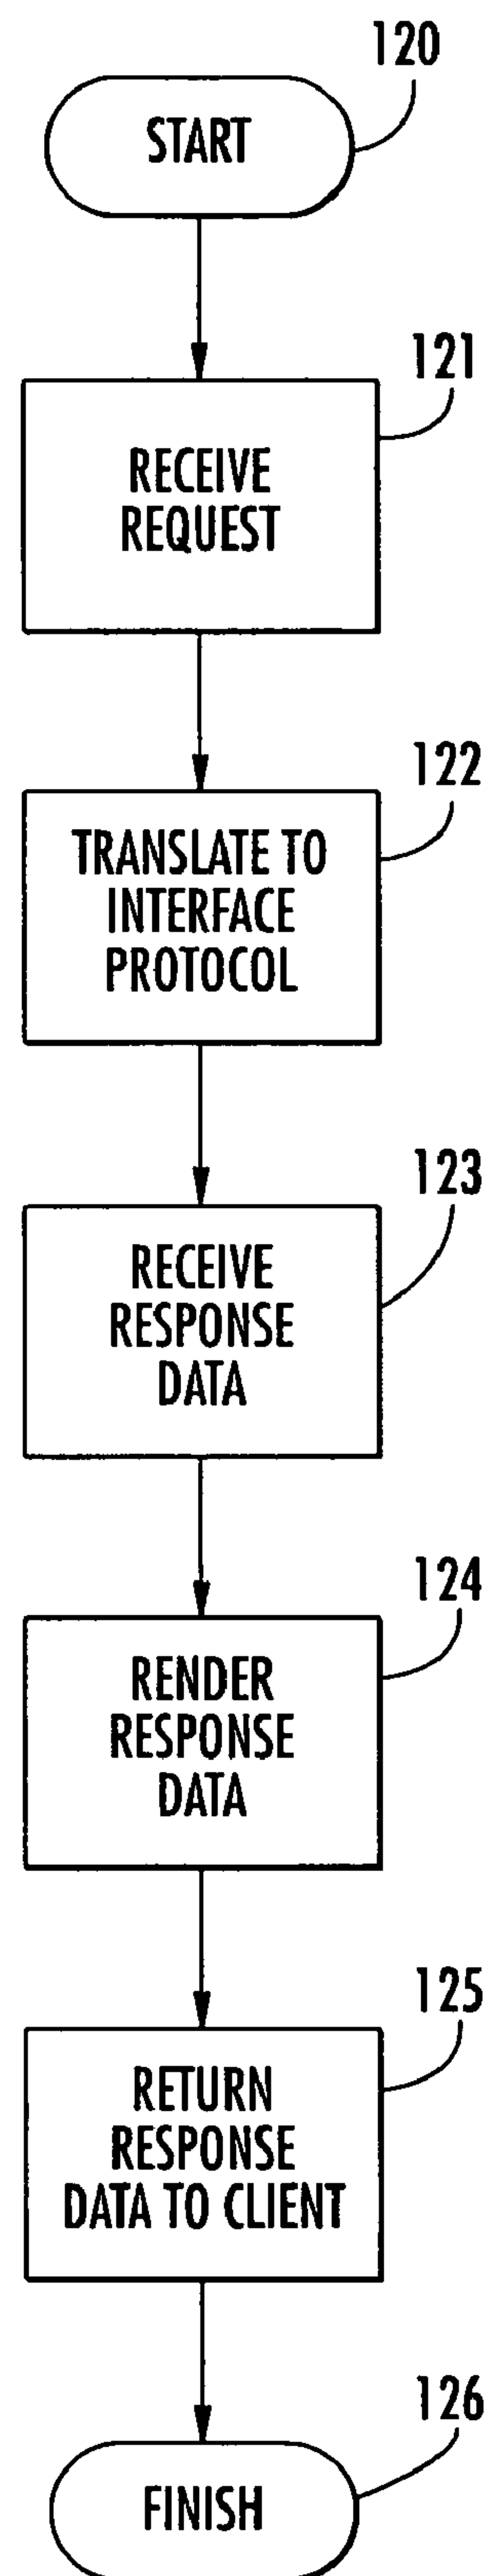 120
START
121
RECEIVE
REQUEST
122
TRANSLATE TO
INTERFACE
PROTOCOL
123
RECEIVE
RESPONSE
DATA
124
RENDER
RESPONSE
DATA
125
RETURN
RESPONSE
DATA TO CLIENT
126
FINISH